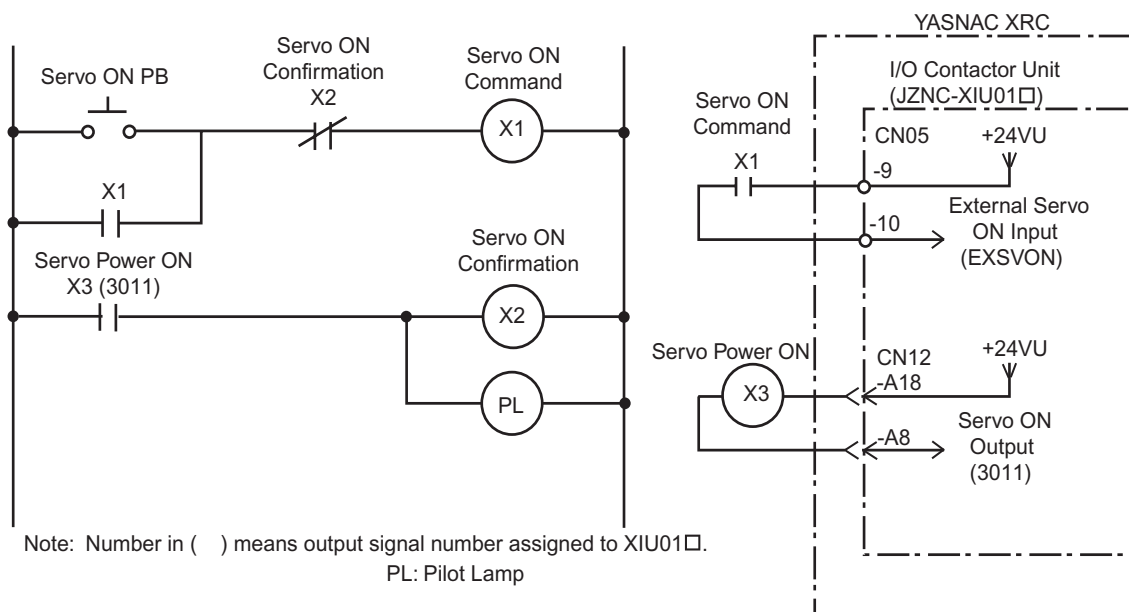 YASNAC XRC
Servo ON PB
Servo ON
Confirmation
X2
Servo ON
Command
X1
X1
Servo Power ON
X3 (3011)
Servo ON
Confirmation
X2
PL
I/O Contactor Unit
(JZNC-XIU01□)
Servo ON
Command
X1
CN05
+24VU
-9
-10
External Servo
ON Input
(EXSVON)
Servo Power ON
X3
CN12
+24VU
-A18
-A8
Servo ON
Output
(3011)
Note: Number in ( ) means output signal number assigned to XIU01□.
PL: Pilot Lamp